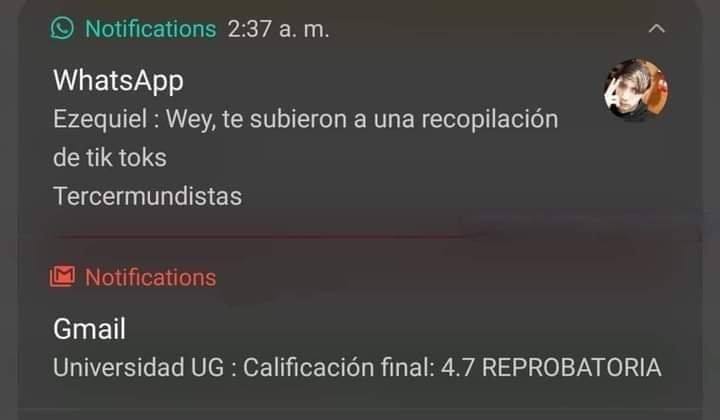 Notifications 2:37 a. m.
WhatsApp
Ezequiel : Wey, te subieron a una recopilación
de tik toks
Tercermundistas
Notifications
Gmail
Universidad UG : Calificación final: 4.7 REPROBATORIA